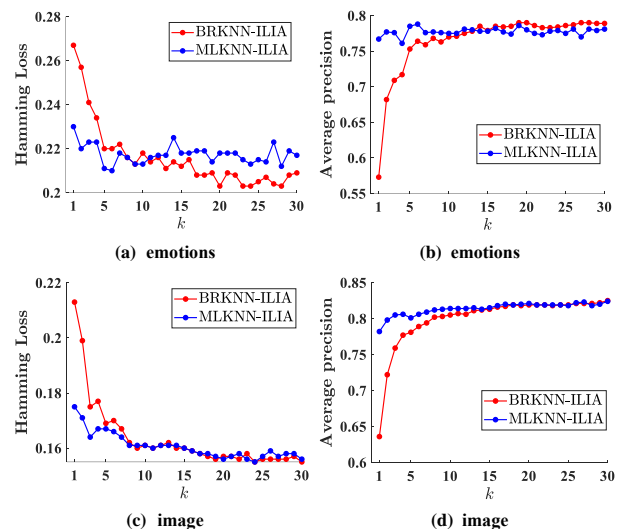 0.28
0.26
0.24
0.22
0.2
Hamming Loss
BRKNN-ILIA
MLKNN-ILIA
1 5 10 15 20 25 30
k
(a) emotions
0.8
0.75
0.7
0.65
0.6
0.55
Average precision
BRKNN-ILIA
MLKNN-ILIA
1 5 10 15 20 25 30
k
(b) emotions
0.22
0.2
0.18
0.16
Hamming Loss
BRKNN-ILIA
MLKNN-ILIA
1 5 10 15 20 25 30
k
(c) image
0.85
0.8
0.75
0.7
0.65
0.6
Average precision
BRKNN-ILIA
MLKNN-ILIA
1 5 10 15 20 25 30
k
(d) image